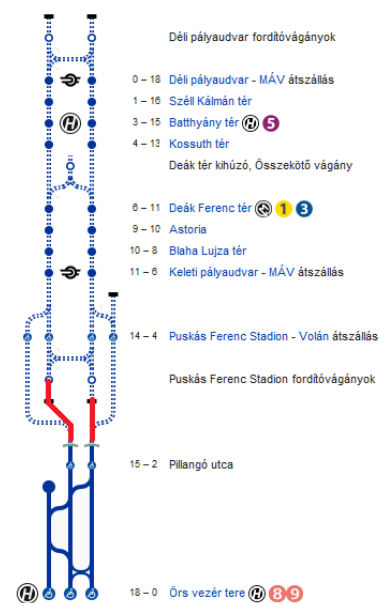 Déli pályaudvar fordítóvágányok
0 – 18 Déli pályaudvar - MÁV átszállás
1 – 16 Széll Kálmán tér
H 3 – 15 Batthyány tér H 5
4 – 13 Kossuth tér
Deák tér kihúzó, Összekötő vágány
6 – 11 Deák Ferenc tér 1 3
9 – 10 Astoria
10 – 8 Blaha Lujza tér
11 – 6 Keleti pályaudvar - MÁV átszállás
14 – 4 Puskás Ferenc Stadion - Volán átszállás
Puskás Ferenc Stadion fordítóvágányok
15 – 2 Pillangó utca
H 18 – 0 Örs vezér tere H 8 9